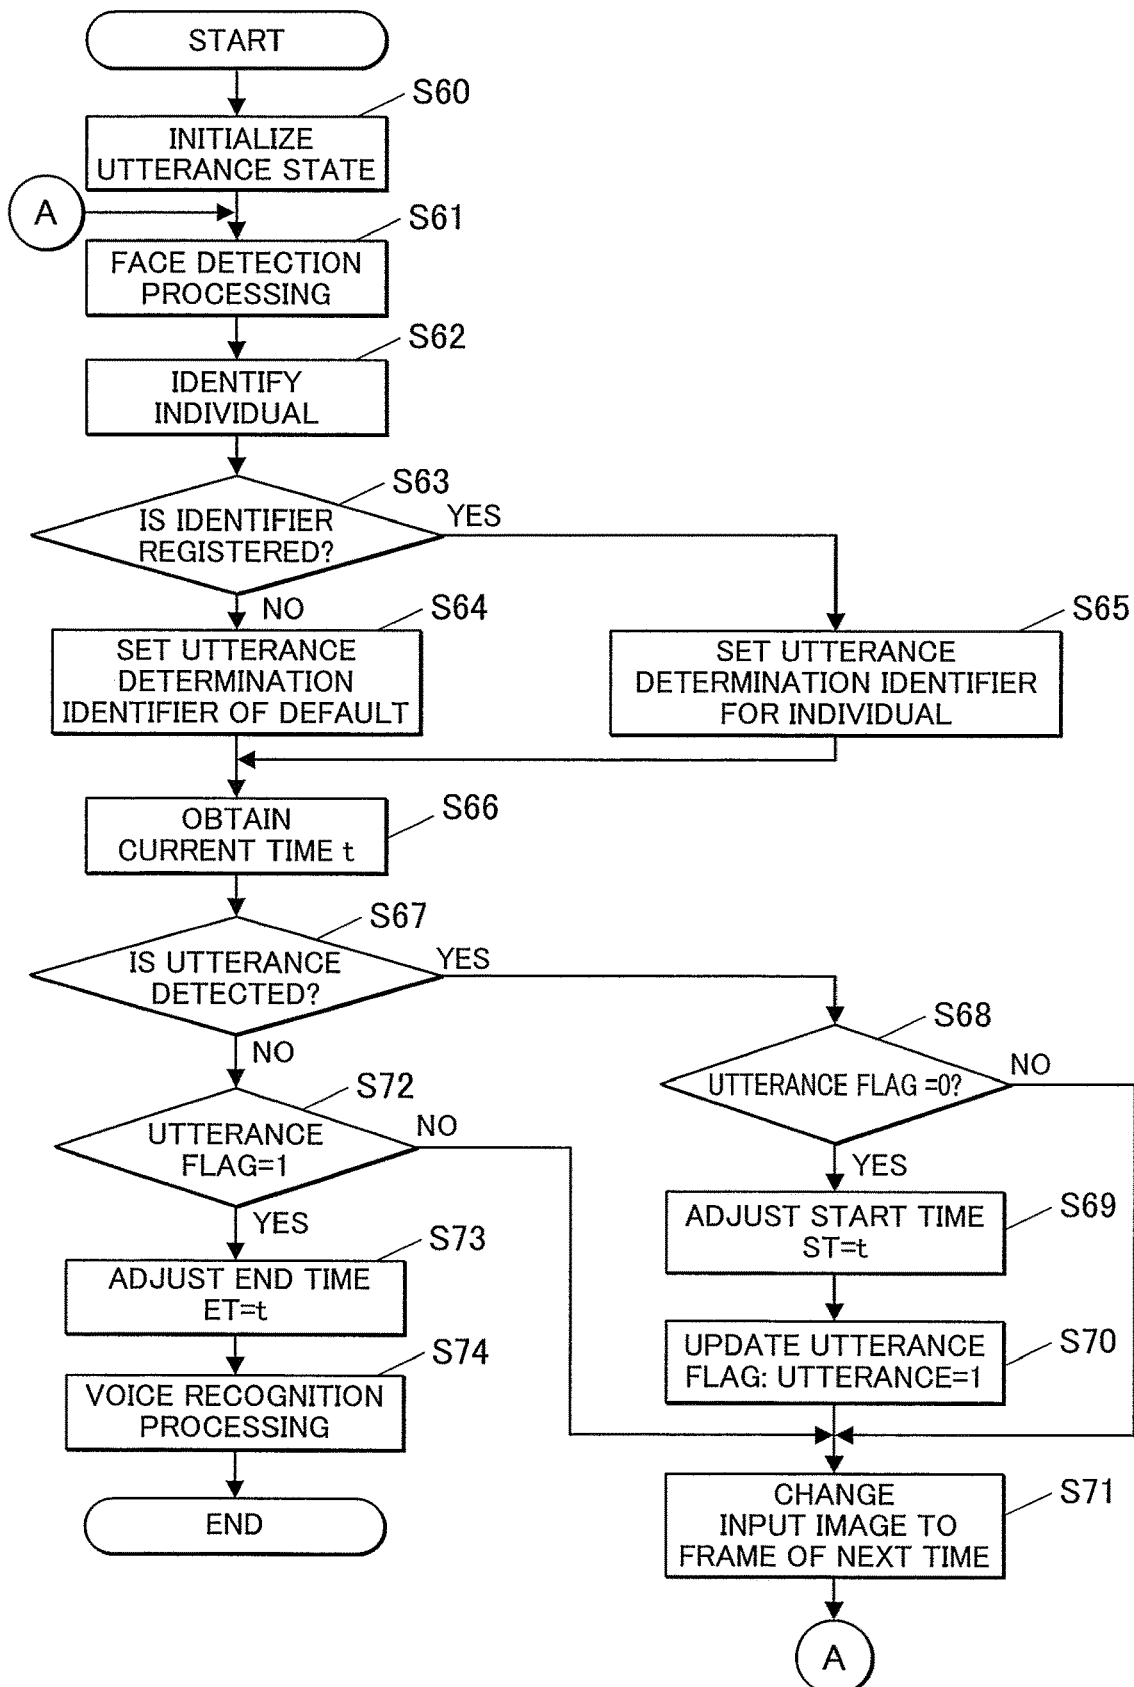 START
S60
INITIALIZE
UTTERANCE STATE
A
S61
FACE DETECTION
PROCESSING
S62
IDENTIFY
INDIVIDUAL
S63
IS IDENTIFIER
REGISTERED?
YES
NO
S64
SET UTTERANCE
DETERMINATION
IDENTIFIER OF DEFAULT
S65
SET UTTERANCE
DETERMINATION IDENTIFIER
FOR INDIVIDUAL
S66
OBTAIN
CURRENT TIME t
S67
IS UTTERANCE
DETECTED?
YES
NO
S68
UTTERANCE FLAG =0?
NO
YES
S72
UTTERANCE
FLAG=1
NO
YES
S69
ADJUST START TIME
ST=t
S73
ADJUST END TIME
ET=t
S70
UPDATE UTTERANCE
FLAG: UTTERANCE=1
S74
VOICE RECOGNITION
PROCESSING
S71
CHANGE
INPUT IMAGE TO
FRAME OF NEXT TIME
END
A